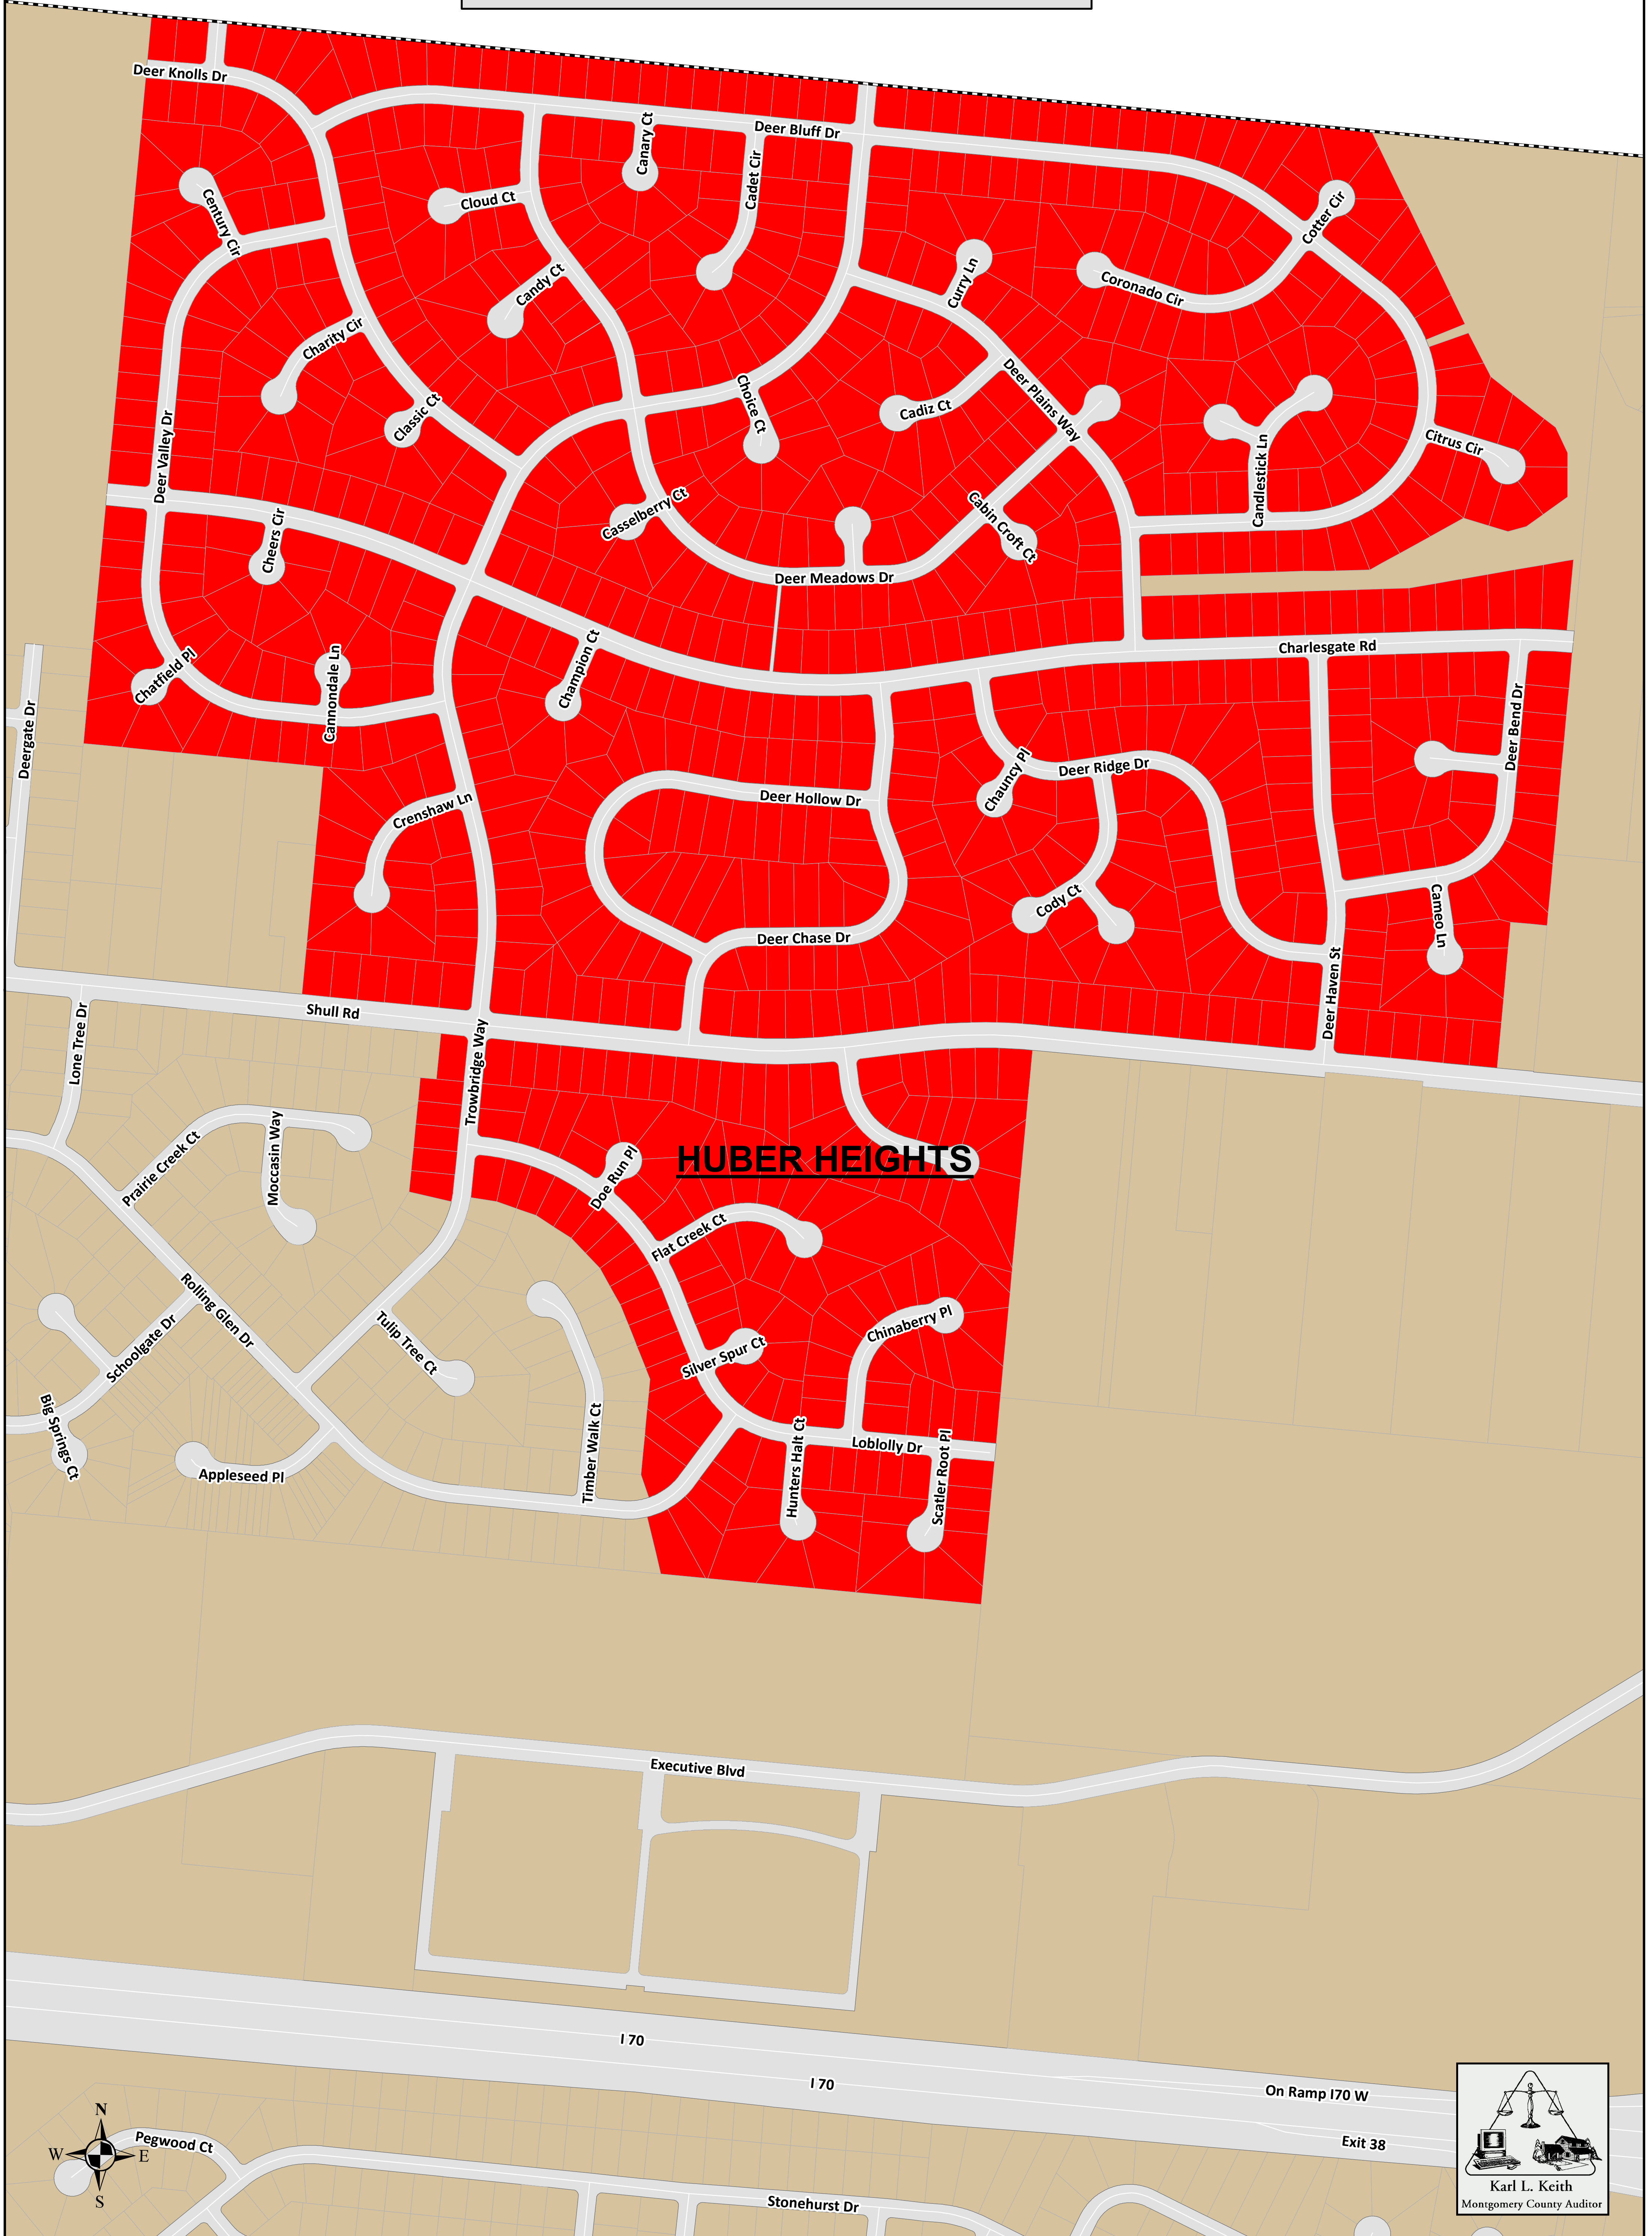 Deer Knolls Dr
Canary Ct
Deer Bluff Dr
Cadet Cir
Century Cir
Cloud Ct
Cotter Cir
Candy Ct
Curry Ln
Coronado Cir
Charity Cir
Classic Ct
Choice Ct
Deer Plains Way
Cadiz Ct
Deer Valley Dr
Citrus Cir
Candlestick Ln
Casselberry Ct
Cabin Croft Ct
Cheers Cir
Deer Meadows Dr
Champion Ct
Charlesgate Rd
Chatfield Pl
Cannondale Ln
Deergate Dr
Deer Bend Dr
Chauncy Pl
Deer Ridge Dr
Crenshaw Ln
Deer Hollow Dr
Cody Ct
Cameo Ln
Deer Chase Dr
Deer Haven St
Shull Rd
Lone Tree Dr
Trowbridge Way
Prairie Creek Ct
Moccasin Way
HUBER HEIGHTS
Doe Run Pl
Flat Creek Ct
Rolling Glen Dr
Schoolgate Dr
Tulip Tree Ct
Chinaberry Pl
Silver Spur Ct
Big Springs Ct
Timber Walk Ct
Hunters Halt Ct
Loblolly Dr
Scatler Root Pl
Appleseed Pl
Executive Blvd
I 70
I 70
On Ramp I70 W
Exit 38
N
W
E
S
Pegwood Ct
Stonehurst Dr
Karl L. Keith
Montgomery County Auditor